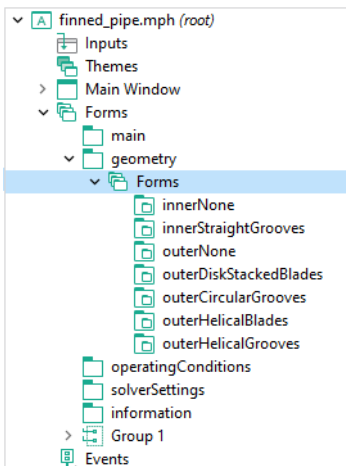 finned_pipe.mph (root)
Inputs
Themes
Main Window
Forms
main
geometry
Forms
innerNone
innerStraightGrooves
outerNone
outerDiskStackedBlades
outerCircularGrooves
outerHelicalBlades
outerHelicalGrooves
operatingConditions
solverSettings
information
Group 1
Events